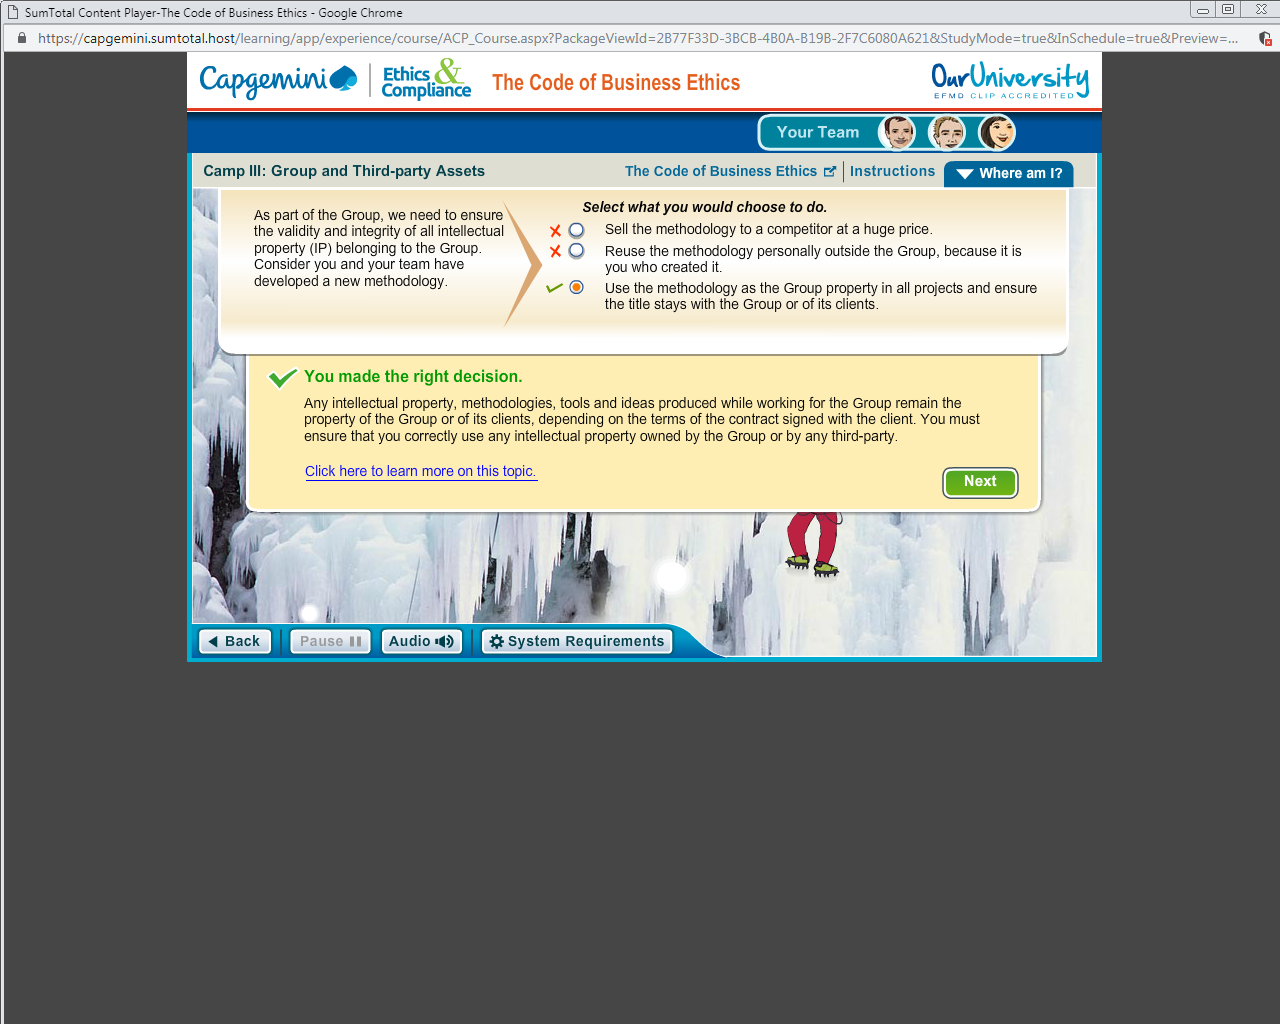 SumTotal Content Player-The Code of Business Ethics - Google Chrome
https://capgemini.sumtotal.host/learning/app/experience/course/ACP_Course.aspx?PackageViewId=2B77F33D-3BCB-4B0A-B19B-2F7C6080A621&StudyMode=true&InSchedule=true&Preview=...
Capgemini
Ethics &
Compliance
The Code of Business Ethics
OurUniversity
EFMD CLIP ACCREDITED
Your Team
Camp III: Group and Third-party Assets
The Code of Business Ethics
Instructions
Where am I?
As part of the Group, we need to ensure
the validity and integrity of all intellectual
property (IP) belonging to the Group.
Consider you and your team have
developed a new methodology.
Select what you would choose to do.
Sell the methodology to a competitor at a huge price.
Reuse the methodology personally outside the Group, because it is
you who created it.
Use the methodology as the Group property in all projects and ensure
the title stays with the Group or of its clients.
You made the right decision.
Any intellectual property, methodologies, tools and ideas produced while working for the Group remain the
property of the Group or of its clients, depending on the terms of the contract signed with the client. You must
ensure that you correctly use any intellectual property owned by the Group or by any third-party.
Click here to learn more on this topic.
Next
Back
Pause
Audio
System Requirements